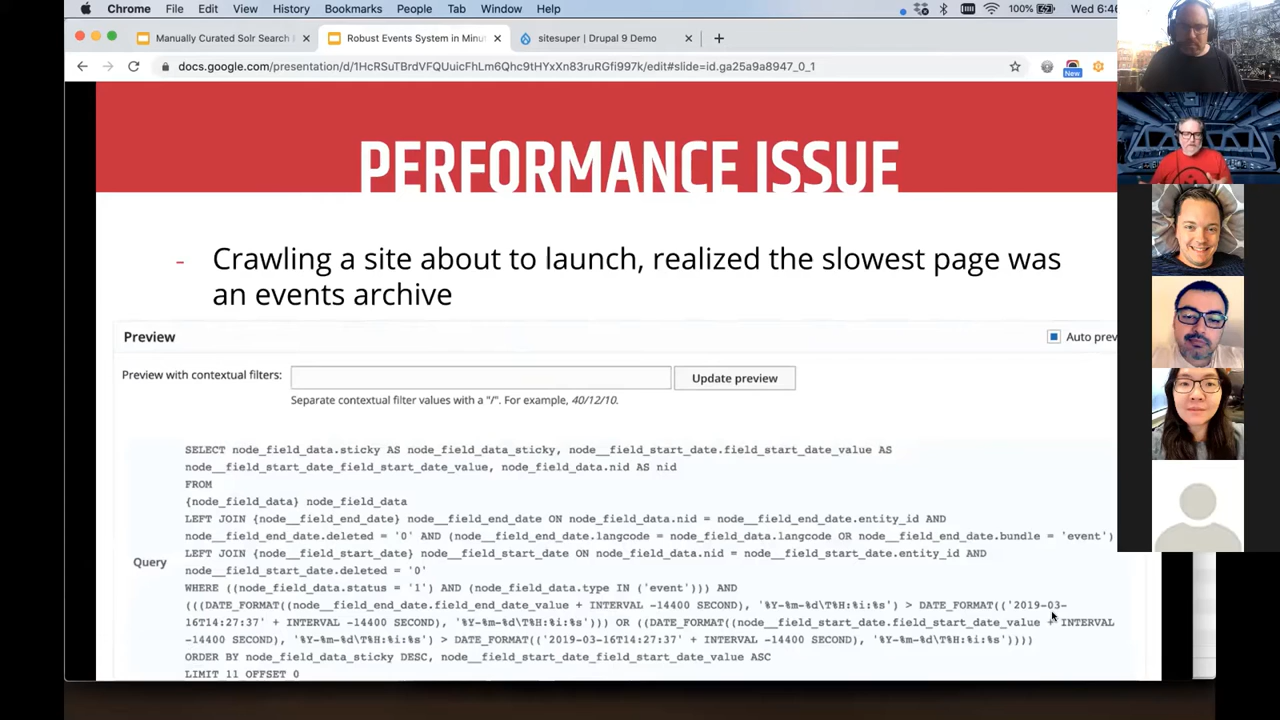 Chrome File Edit View History Bookmarks People Tab Window Help 100% Wed 6:46
Manually Curated Solr Search Robust Events System in Minu sitesuper | Drupal 9 Demo
docs.google.com/presentation/d/1HcRSuTBrdVFQUuicFhLm6Qhc9tHYxXn83ruRGfi997k/edit#slide=id.ga25a9a8947_0_1
New
PERFORMANCE ISSUE
- Crawling a site about to launch, realized the slowest page was
an events archive
Preview
Auto prev
Preview with contextual filters:
Update preview
Separate contextual filter values with a "/". For example, 40/12/10.
SELECT node_field_data.sticky AS node_field_data_sticky, node__field_start_date.field_start_date_value AS
node__field_start_date_field_start_date_value, node_field_data.nid AS nid
FROM
{node_field_data} node_field_data
LEFT JOIN {node__field_end_date} node__field_end_date ON node_field_data.nid = node__field_end_date.entity_id AND
node__field_end_date.deleted = '0' AND (node__field_end_date.langcode = node_field_data.langcode OR node__field_end_date.bundle = 'event')
LEFT JOIN {node__field_start_date} node__field_start_date ON node_field_data.nid = node__field_start_date.entity_id AND
node__field_start_date.deleted = '0'
Query
WHERE ((node_field_data.status = '1') AND (node_field_data.type IN ('event'))) AND
(((DATE_FORMAT((node__field_end_date.field_end_date_value + INTERVAL -14400 SECOND), '%Y-%m-%d\T%H:%i:%s') > DATE_FORMAT(('2019-03-
16T14:27:37' + INTERVAL -14400 SECOND), '%Y-%m-%d\T%H:%i:%s'))) OR ((DATE_FORMAT((node__field_start_date.field_start_date_value + INTERVAL
-14400 SECOND), '%Y-%m-%d\T%H:%i:%s') > DATE_FORMAT(('2019-03-16T14:27:37' + INTERVAL -14400 SECOND), '%Y-%m-%d\T%H:%i:%s'))))
ORDER BY node_field_data_sticky DESC, node__field_start_date_field_start_date_value ASC
LIMIT 11 OFFSET 0